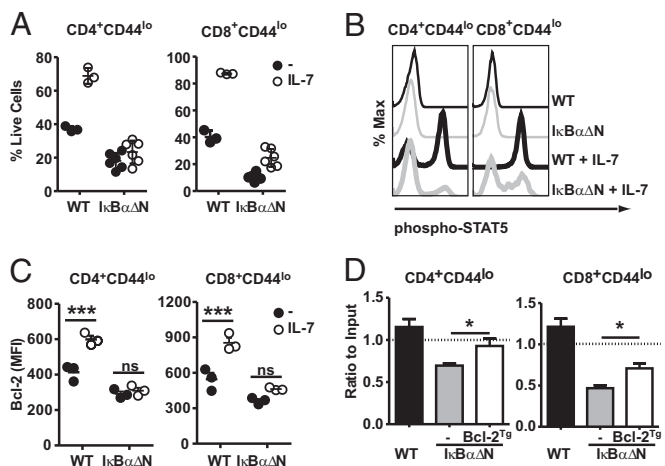 A
CD4+CD44lo
CD8+CD44lo
% Live Cells
80
60
40
20
0
100
80
60
40
20
0
-
IL-7
WT IκBαΔN
WT IκBαΔN
B
CD4+CD44lo CD8+CD44lo
% Max
WT
IκBαΔN
WT + IL-7
IκBαΔN + IL-7
phospho-STAT5
C
CD4+CD44lo
CD8+CD44lo
Bcl-2 (MFI)
800
600
400
200
0
1200
900
600
300
0
***
ns
***
ns
-
IL-7
WT IκBαΔN
WT IκBαΔN
D
CD4+CD44lo
CD8+CD44lo
Ratio to Input
1.5
1.0
0.5
0
1.5
1.0
0.5
0
*
*
- Bcl-2Tg
- Bcl-2Tg
WT IκBαΔN
WT IκBαΔN